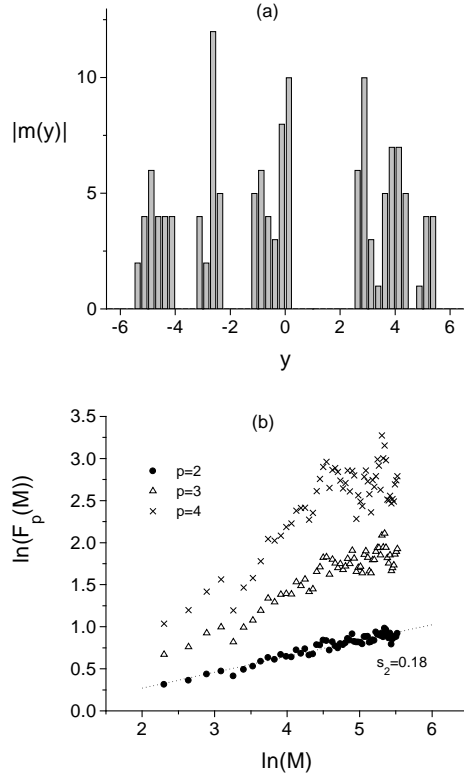 (a)
10
5
0
|m(y)|
-6 -4 -2 0 2 4 6
y
(b)
3.5
3.0
2.5
2.0
1.5
1.0
0.5
0.0
ln(F_p(M))
p=2
p=3
p=4
s_2=0.18
2 3 4 5 6
ln(M)